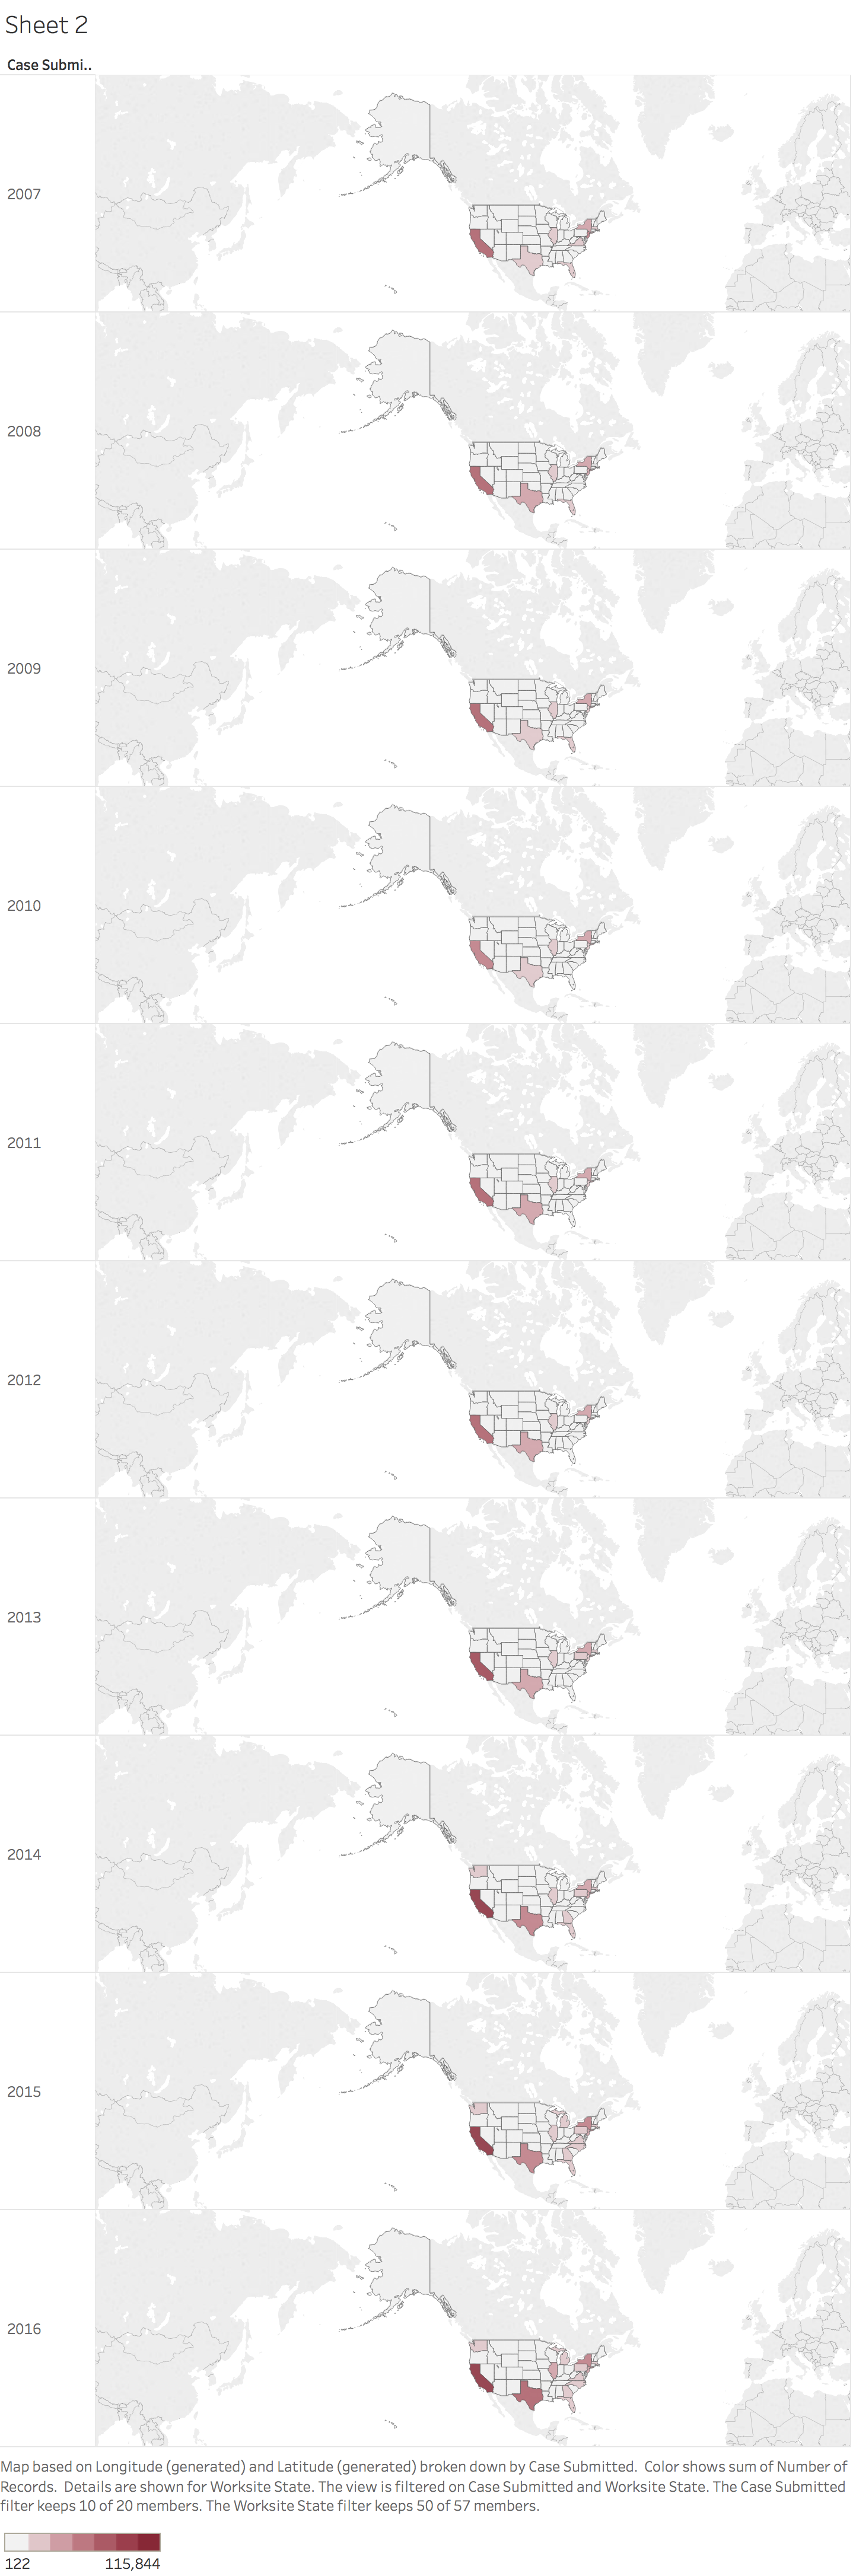 Sheet 2
Case Submi..
2007
2008
2009
2010
2011
2012
2013
2014
2015
2016
Map based on Longitude (generated) and Latitude (generated) broken down by Case Submitted.  Color shows sum of Number of
Records.  Details are shown for Worksite State. The view is filtered on Case Submitted and Worksite State. The Case Submitted
filter keeps 10 of 20 members. The Worksite State filter keeps 50 of 57 members.
122 115,844